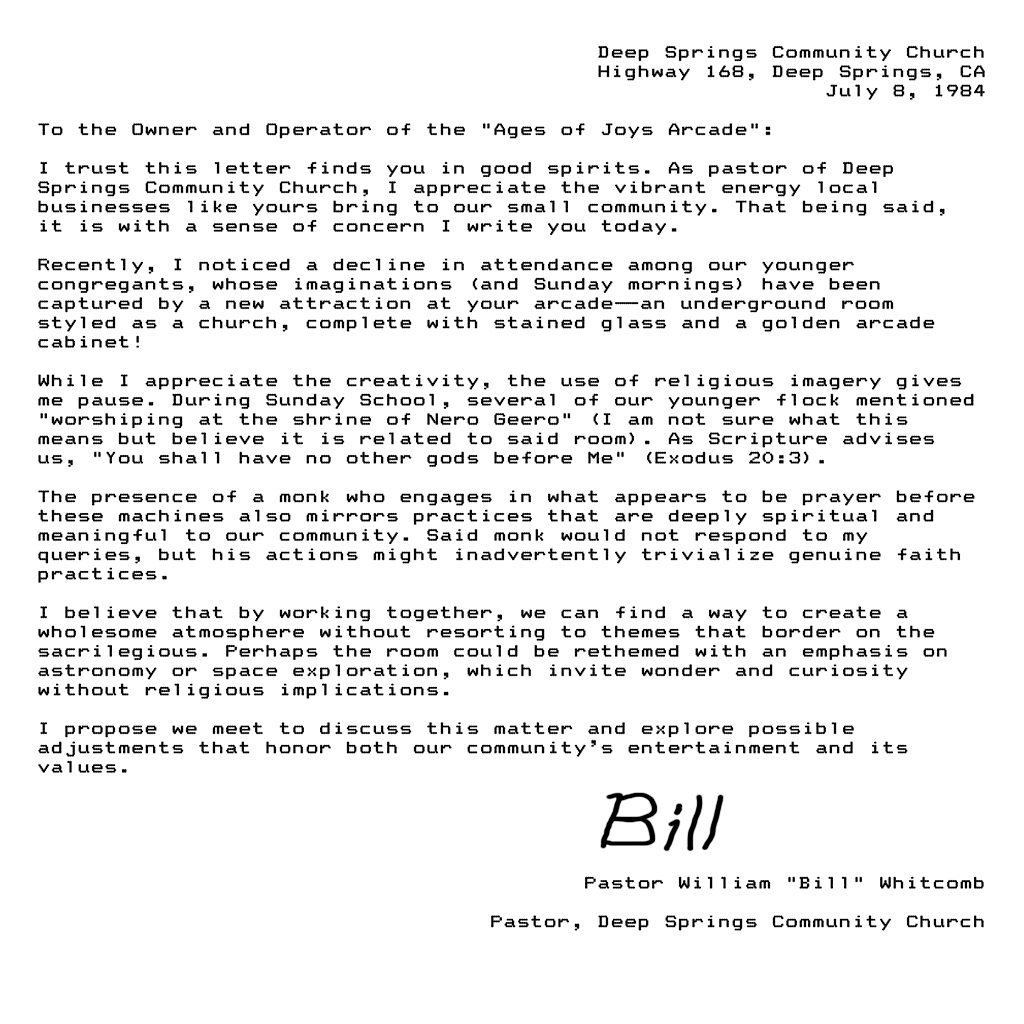 Deep Springs Community Church
Highway 168, Deep Springs, CA
July 8, 1984
To the Owner and Operator of the "Ages of Joys Arcade":
I trust this letter finds you in good spirits. As pastor of Deep
Springs Community Church, I appreciate the vibrant energy local
businesses like yours bring to our small community. That being said,
it is with a sense of concern I write you today.
Recently, I noticed a decline in attendance among our younger
congregants, whose imaginations (and Sunday mornings) have been
captured by a new attraction at your arcade——an underground room
styled as a church, complete with stained glass and a golden arcade
cabinet!
While I appreciate the creativity, the use of religious imagery gives
me pause. During Sunday School, several of our younger flock mentioned
"worshiping at the shrine of Nero Geero" (I am not sure what this
means but believe it is related to said room). As Scripture advises
us, "You shall have no other gods before Me" (Exodus 20:3).
The presence of a monk who engages in what appears to be prayer before
these machines also mirrors practices that are deeply spiritual and
meaningful to our community. Said monk would not respond to my
queries, but his actions might inadvertently trivialize genuine faith
practices.
I believe that by working together, we can find a way to create a
wholesome atmosphere without resorting to themes that border on the
sacrilegious. Perhaps the room could be rethemed with an emphasis on
astronomy or space exploration, which invite wonder and curiosity
without religious implications.
I propose we meet to discuss this matter and explore possible
adjustments that honor both our community's entertainment and its
values.
Bill
Pastor William "Bill" Whitcomb
Pastor, Deep Springs Community Church